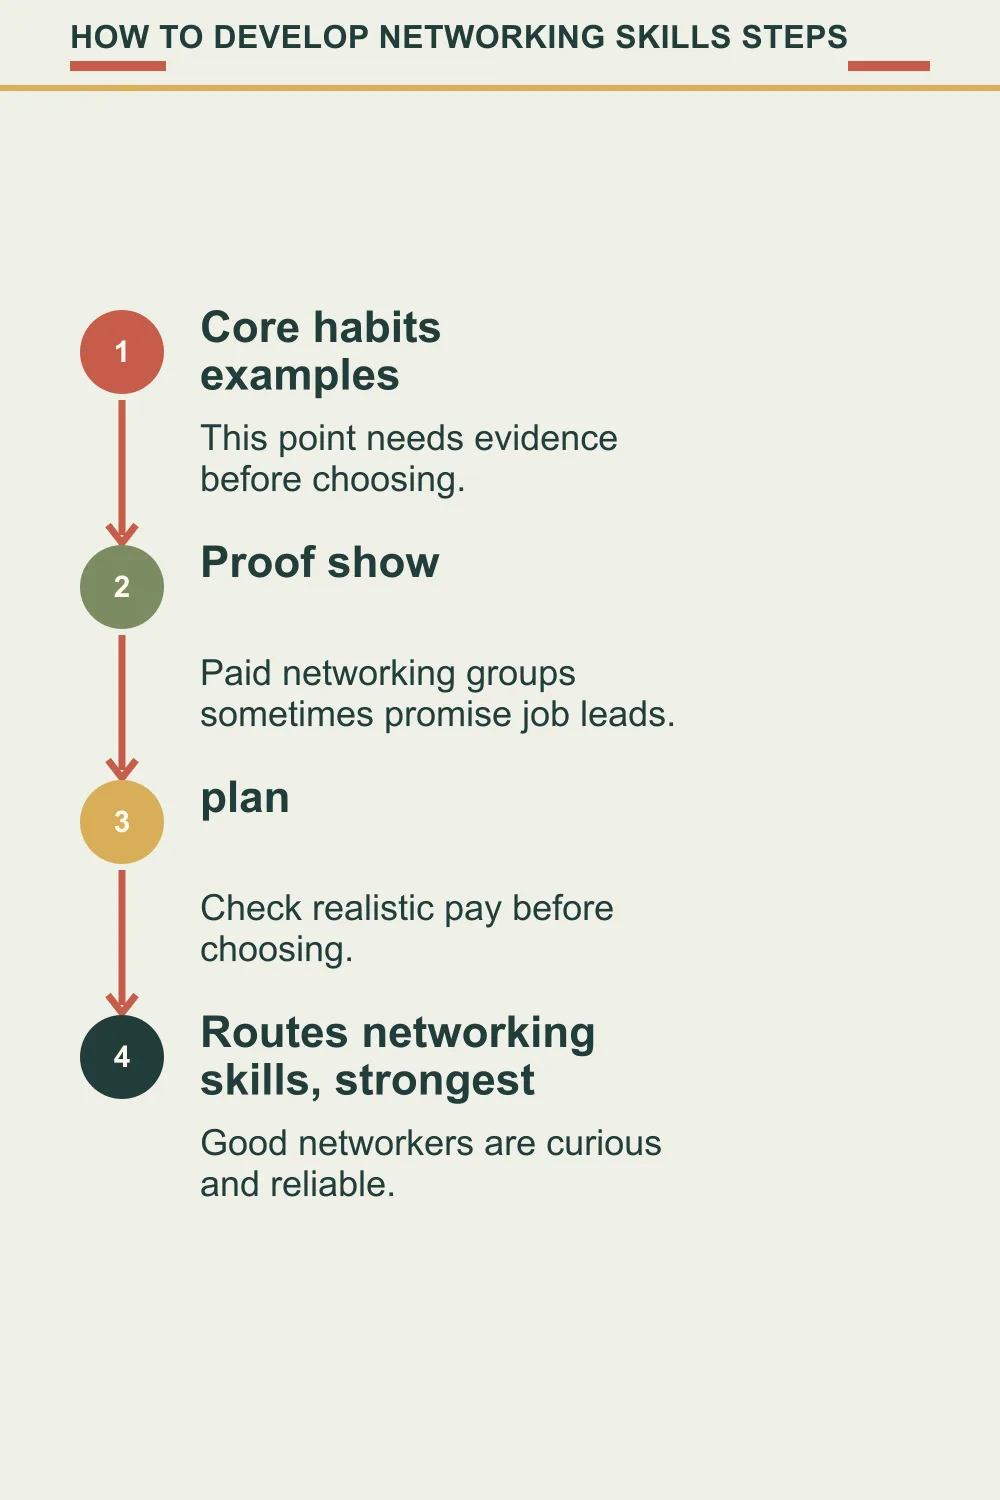 HOW TO DEVELOP NETWORKING SKILLS STEPS
1
Core habits
examples
This point needs evidence
before choosing.
2
Proof show
Paid networking groups
sometimes promise job leads.
3
plan
Check realistic pay before
choosing.
4
Routes networking
skills, strongest
Good networkers are curious
and reliable.